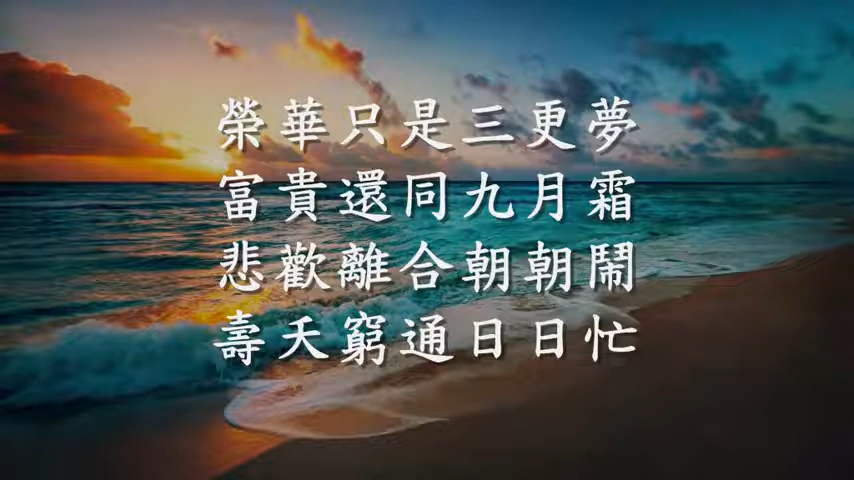 榮華只是三更夢
富貴還同九月霜
悲歡離合朝朝鬧
壽夭窮通日日忙